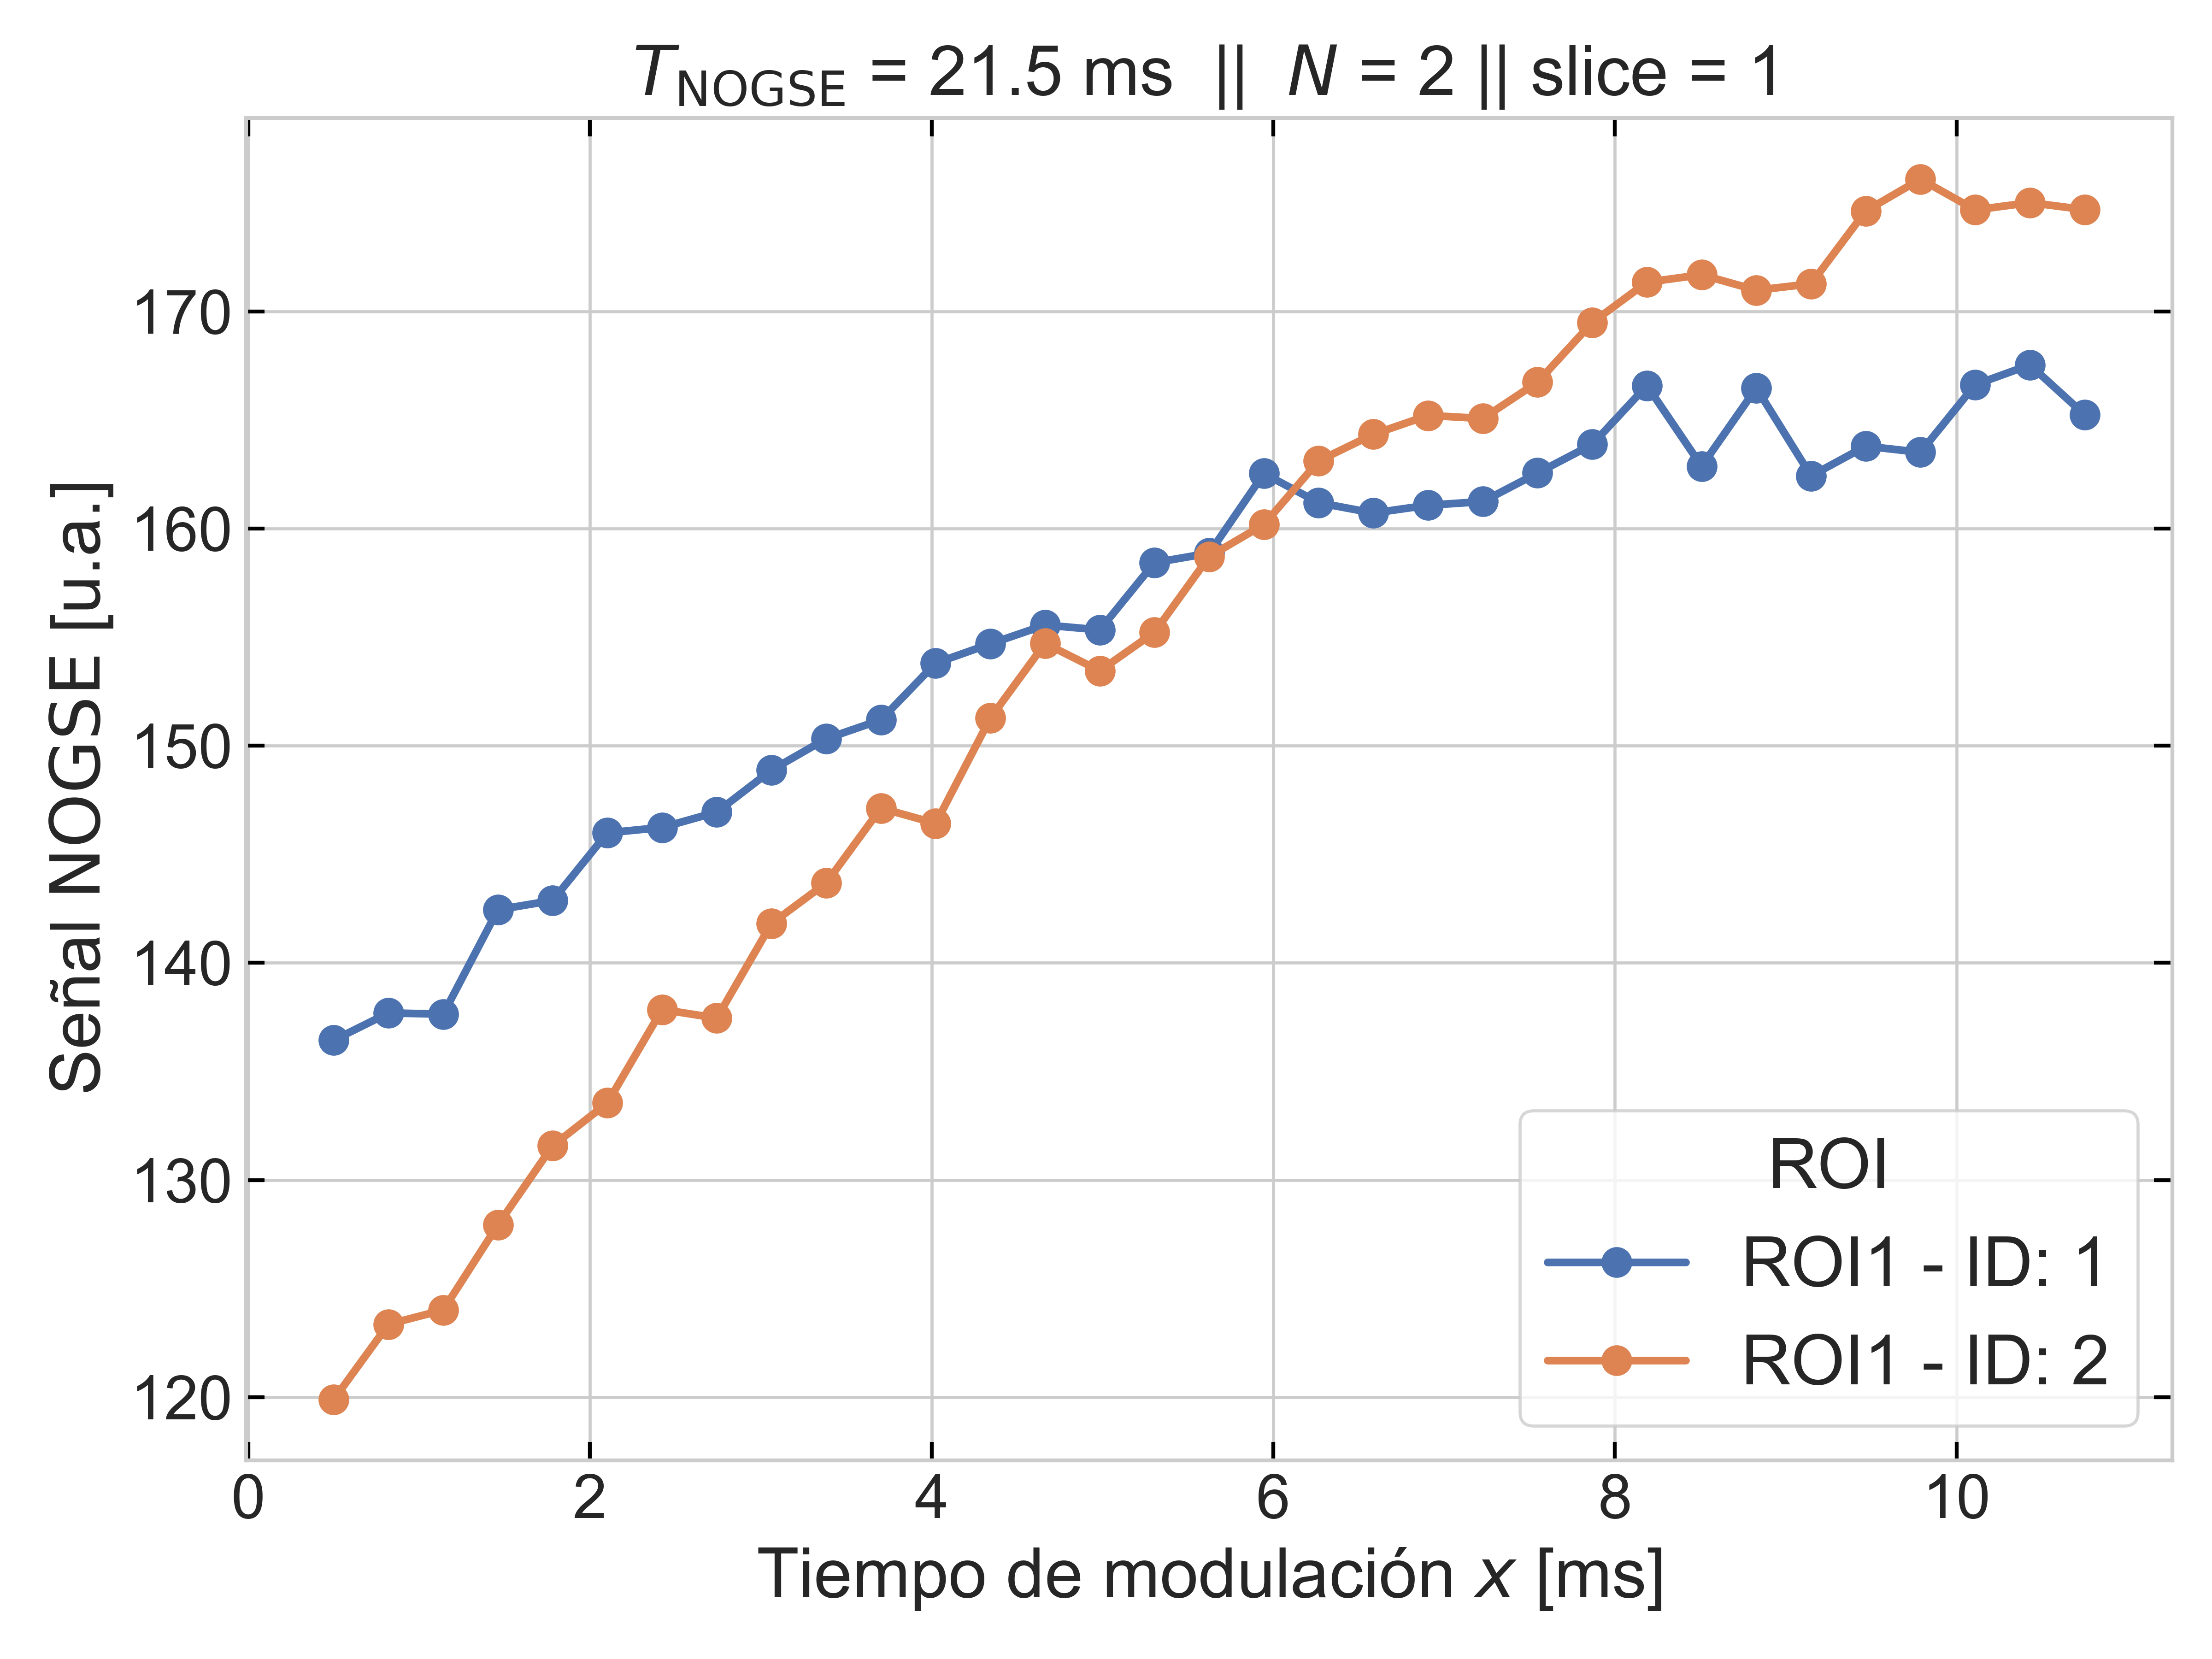 T_NOGSE = 21.5 ms || N = 2 || slice = 1
Señal NOGSE [u.a.]
170
160
150
140
130
120
0 2 4 6 8 10
Tiempo de modulación x [ms]
ROI
ROI1 - ID: 1
ROI1 - ID: 2